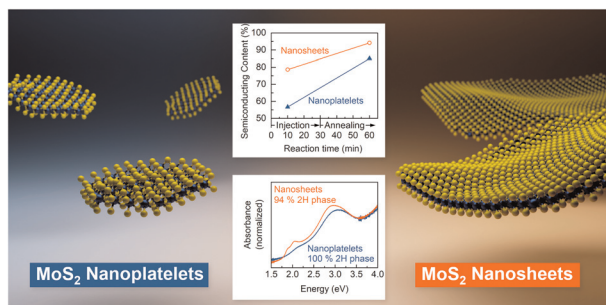 100
90
80
70
60
50
Semiconducting Content (%)
Nanosheets
Nanoplatelets
Injection
Annealing
0 10 20 30 40 50 60
Reaction time (min)
Absorbance
(normalized)
Nanosheets
94 % 2H phase
Nanoplatelets
100 % 2H phase
1.5 2.0 2.5 3.0 3.5 4.0
Energy (eV)
MoS₂ Nanoplatelets
MoS₂ Nanosheets